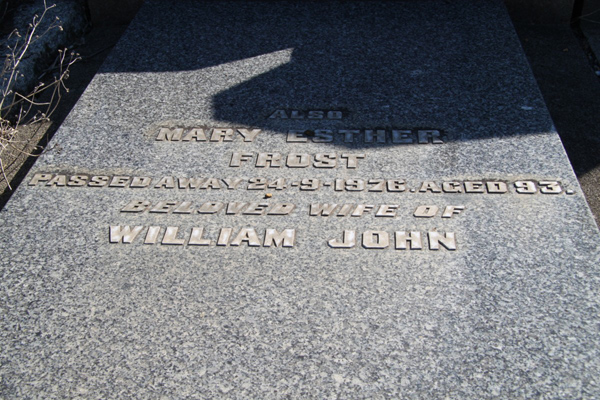 ALSO
MARY ESTHER
FROST
PASSED AWAY 24-9-1976. AGED 93.
BELOVED WIFE OF
WILLIAM JOHN